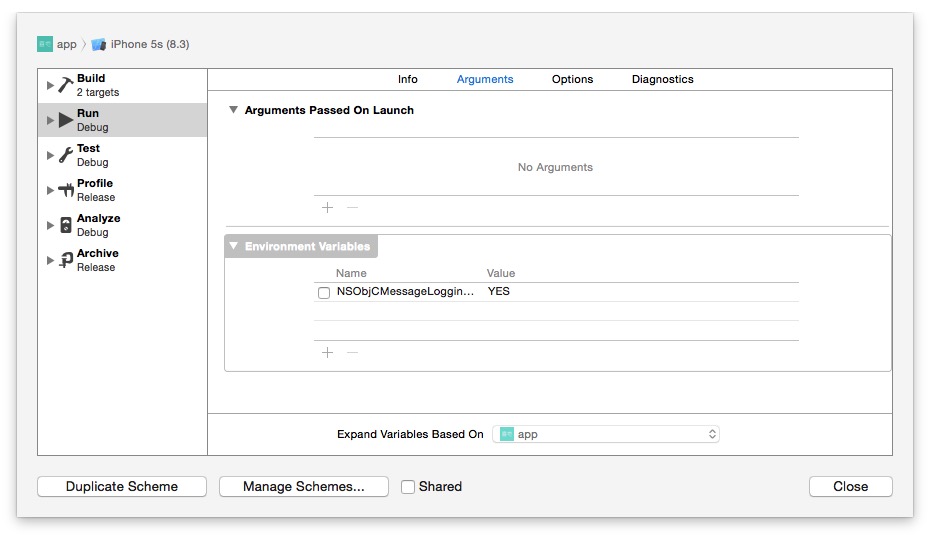 app 〉 iPhone 5s (8.3)
Info Arguments Options Diagnostics
Build
2 targets
Run
Debug
Test
Debug
Profile
Release
Analyze
Debug
Archive
Release
Arguments Passed On Launch
No Arguments
Environment Variables
Name Value
NSObjCMessageLoggin... YES
Expand Variables Based On app
Duplicate Scheme Manage Schemes... Shared Close